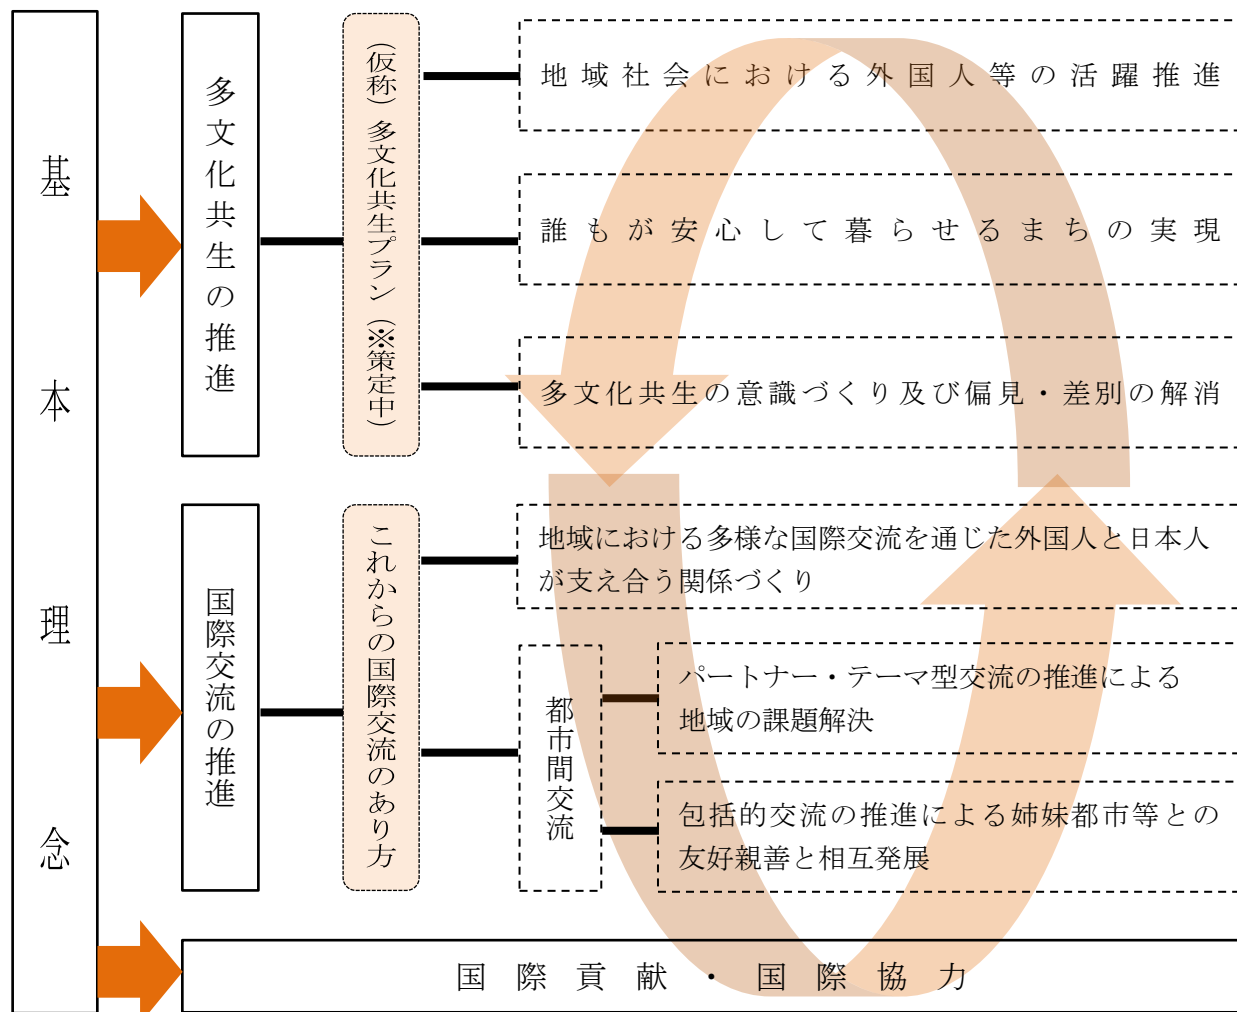 基本理念
多文化共生の推進
（仮称）多文化共生プラン（※策定中）
地域社会における外国人等の活躍推進
誰もが安心して暮らせるまちの実現
多文化共生の意識づくり及び偏見・差別の解消
国際交流の推進
これからの国際交流のあり方
地域における多様な国際交流を通じた外国人と日本人
が支え合う関係づくり
都市間交流
パートナー・テーマ型交流の推進による
地域の課題解決
包括的交流の推進による姉妹都市等との
友好親善と相互発展
国際貢献・国際協力